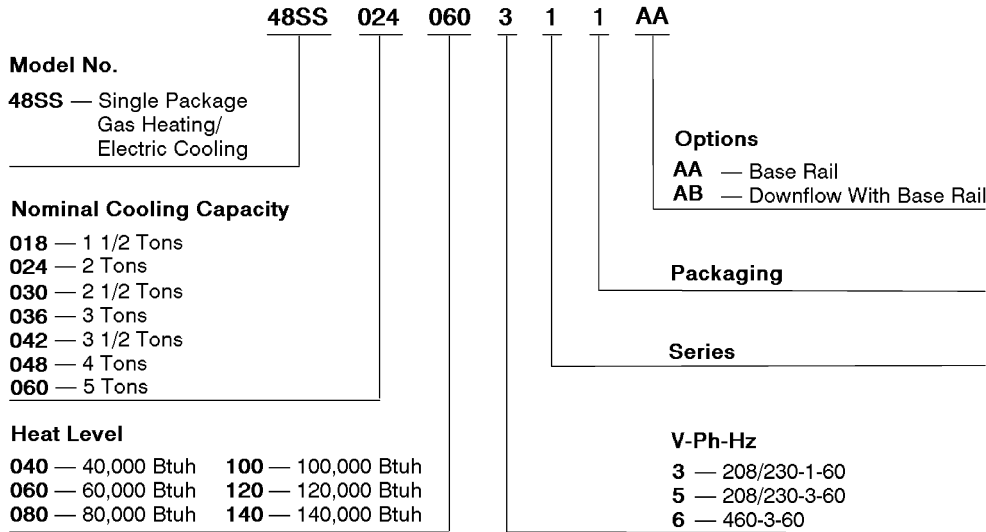 48SS 024 060 3 1 1 AA
Model No.
48SS — Single Package
Gas Heating/
Electric Cooling
Nominal Cooling Capacity
018 — 1 1/2 Tons
024 — 2 Tons
030 — 2 1/2 Tons
036 — 3 Tons
042 — 3 1/2 Tons
048 — 4 Tons
060 — 5 Tons
Heat Level
040 — 40,000 Btuh 100 — 100,000 Btuh
060 — 60,000 Btuh 120 — 120,000 Btuh
080 — 80,000 Btuh 140 — 140,000 Btuh
Options
AA — Base Rail
AB — Downflow With Base Rail
Packaging
Series
V-Ph-Hz
3 — 208/230-1-60
5 — 208/230-3-60
6 — 460-3-60